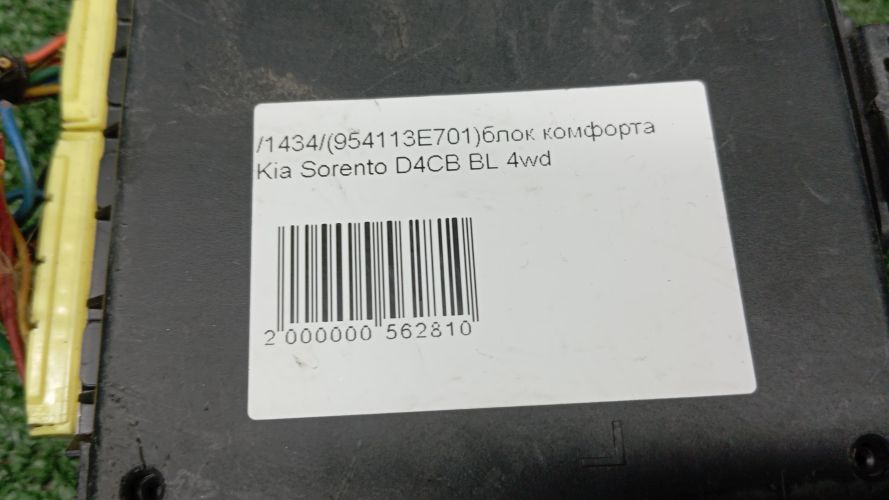 /1434/(954113E701)блок комфорта
Kia Sorento D4CB BL 4wd
2 000000 562810